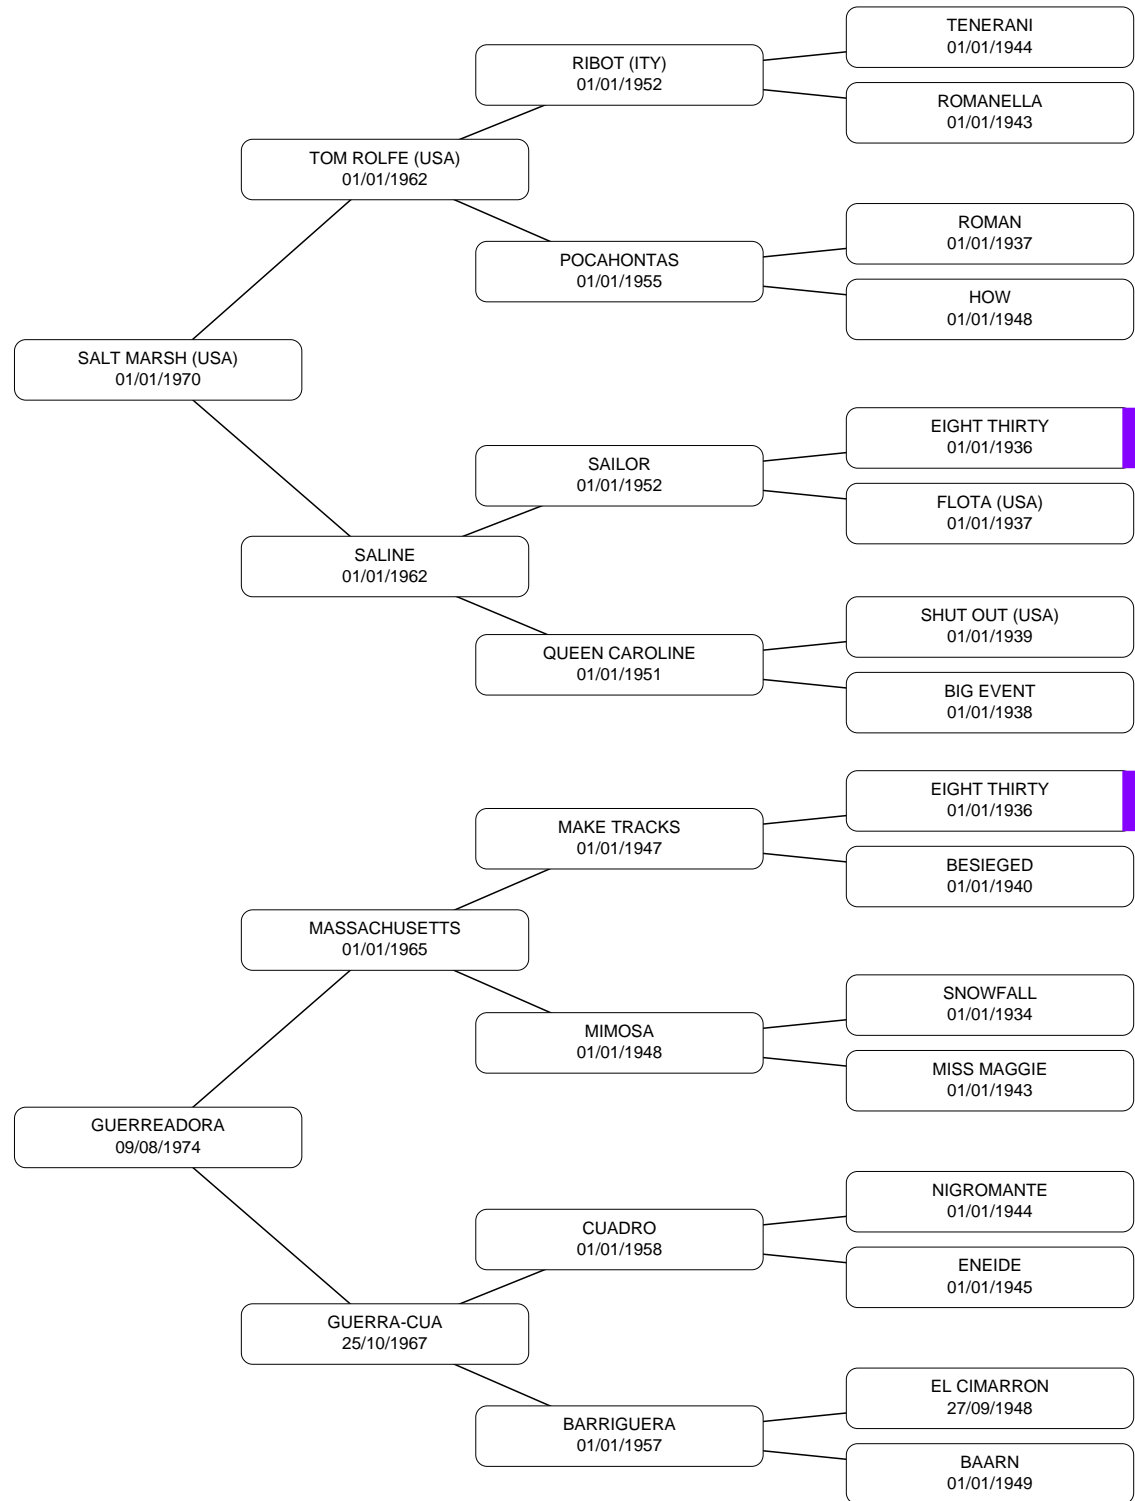 TENERANI
01/01/1944
RIBOT (ITY)
01/01/1952
ROMANELLA
01/01/1943
TOM ROLFE (USA)
01/01/1962
ROMAN
01/01/1937
POCAHONTAS
01/01/1955
HOW
01/01/1948
SALT MARSH (USA)
01/01/1970
EIGHT THIRTY
01/01/1936
SAILOR
01/01/1952
FLOTA (USA)
01/01/1937
SALINE
01/01/1962
SHUT OUT (USA)
01/01/1939
QUEEN CAROLINE
01/01/1951
BIG EVENT
01/01/1938
EIGHT THIRTY
01/01/1936
MAKE TRACKS
01/01/1947
BESIEGED
01/01/1940
MASSACHUSETTS
01/01/1965
SNOWFALL
01/01/1934
MIMOSA
01/01/1948
MISS MAGGIE
01/01/1943
GUERREADORA
09/08/1974
NIGROMANTE
01/01/1944
CUADRO
01/01/1958
ENEIDE
01/01/1945
GUERRA-CUA
25/10/1967
EL CIMARRON
27/09/1948
BARRIGUERA
01/01/1957
BAARN
01/01/1949